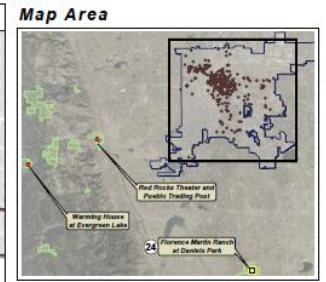 Map Area
Red Rocks Theater and
Pueblo Trading Post
Warming House
at Evergreen Lake
24
Florence Martin Ranch
at Daniels Park